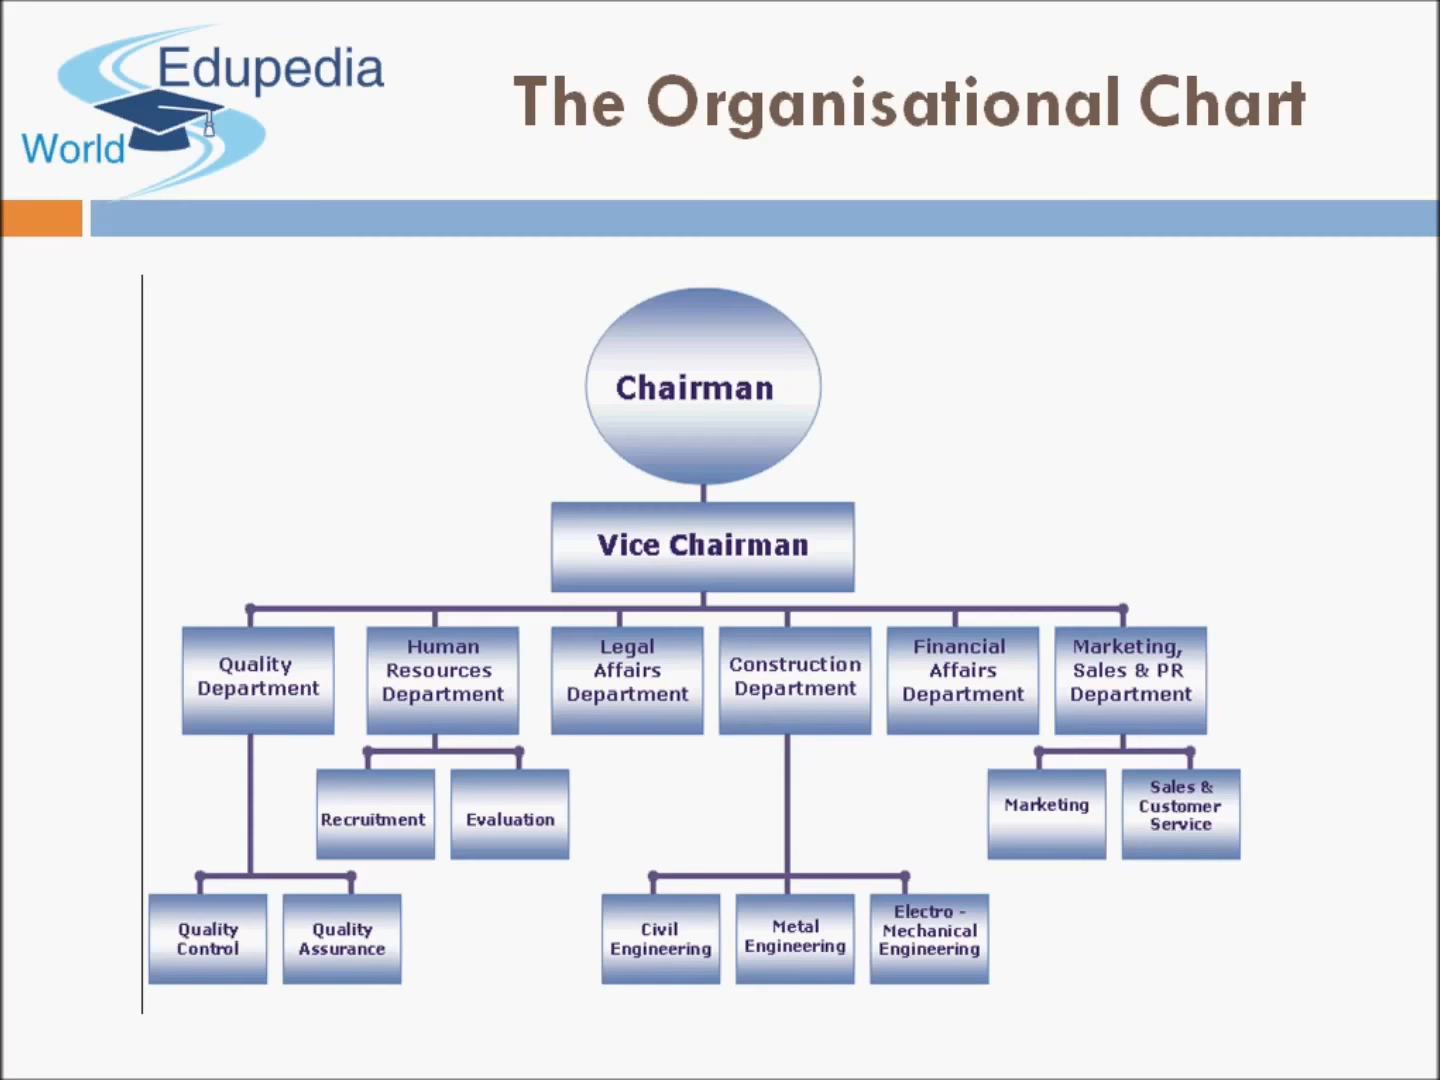 Edupedia
World
The Organisational Chart
Chairman
Vice Chairman
Quality
Department
Human
Resources
Department
Legal
Affairs
Department
Construction
Department
Financial
Affairs
Department
Marketing,
Sales & PR
Department
Recruitment
Evaluation
Marketing
Sales &
Customer
Service
Quality
Control
Quality
Assurance
Civil
Engineering
Metal
Engineering
Electro -
Mechanical
Engineering